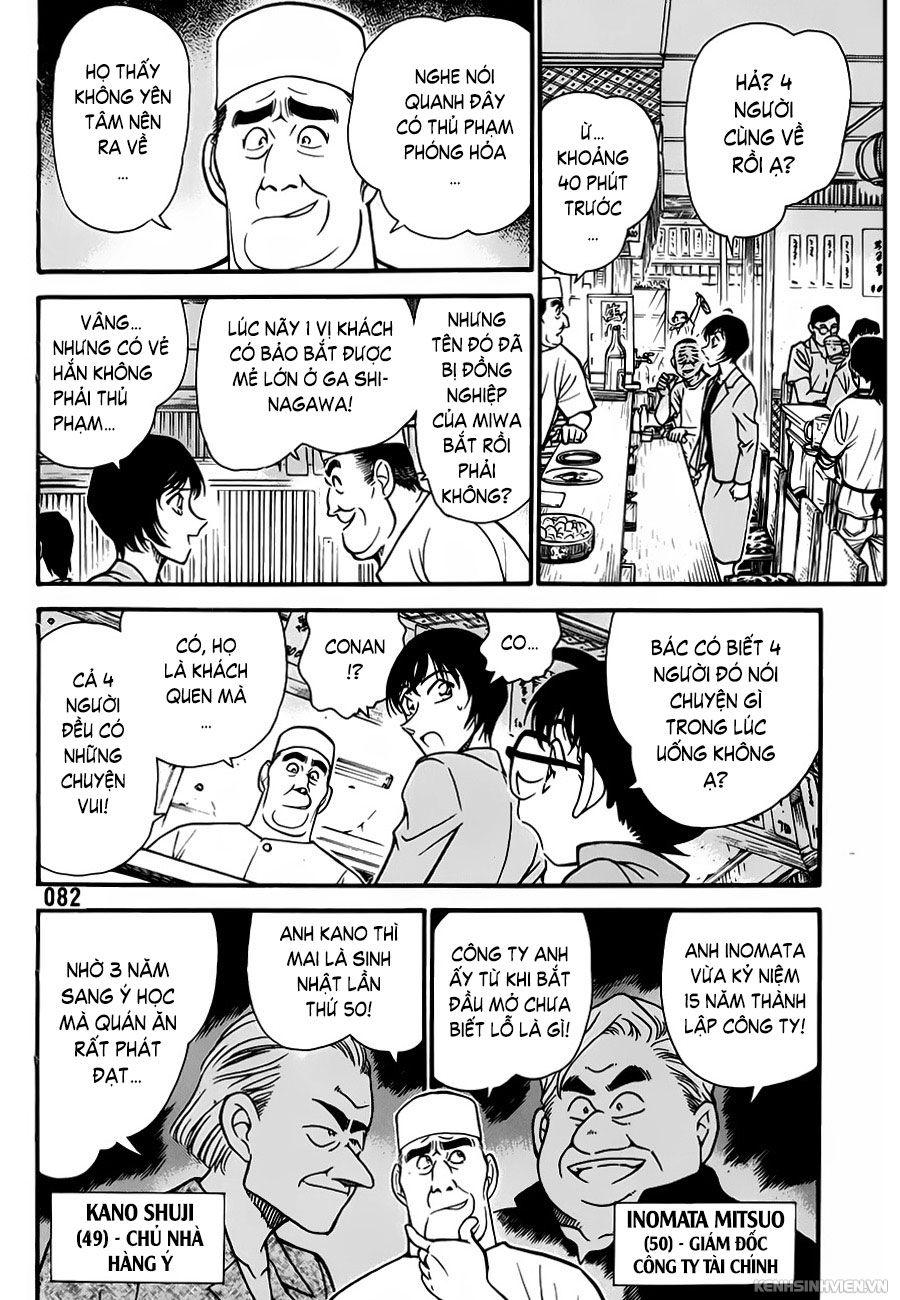 HẢ? 4
NGƯỜI
CÙNG VỀ
RỒI Ạ?
Ừ...
KHOẢNG
40 PHÚT
TRƯỚC
...
NGHE NÓI
QUANH ĐÂY
CÓ THỦ PHẠM
PHÓNG HỎA
...
HỌ THẤY
KHÔNG YÊN
TÂM NÊN
RA VỀ
...
NHƯNG
TÊN ĐÓ ĐÃ
BỊ ĐỒNG
NGHIỆP
CỦA MIWA
BẮT RỒI
PHẢI
KHÔNG?
LÚC NÃY 1 VỊ KHÁCH
CÓ BẢO BẮT ĐƯỢC
MẺ LỚN Ở GA SHI-
NAGAWA!
VÂNG...
NHƯNG CÓ VẺ
HẮN KHÔNG
PHẢI THỦ
PHẠM...
BÁC CÓ BIẾT 4
NGƯỜI ĐÓ NÓI
CHUYỆN GÌ
TRONG LÚC
UỐNG KHÔNG
Ạ?
CO...
CONAN
!?
CÓ, HỌ
LÀ KHÁCH
QUEN MÀ
...
CẢ 4
NGƯỜI
ĐỀU CÓ
NHỮNG
CHUYỆN
VUI!
082
ANH INOMATA
VỪA KỶ NIỆM
15 NĂM THÀNH
LẬP CÔNG TY!
CÔNG TY ANH
ẤY TỪ KHI BẮT
ĐẦU MỞ CHƯA
BIẾT LỖ LÀ GÌ!
INOMATA MITSUO
(50) - GIÁM ĐỐC
CÔNG TY TÀI CHÍNH
ANH KANO THÌ
MAI LÀ SINH
NHẬT LẦN
THỨ 50!
NHỜ 3 NĂM
SANG Ý HỌC
MÀ QUÁN ĂN
RẤT PHÁT
ĐẠT...
KANO SHUJI
(49) - CHỦ NHÀ
HÀNG Ý
KENHSINHVIEN.VN